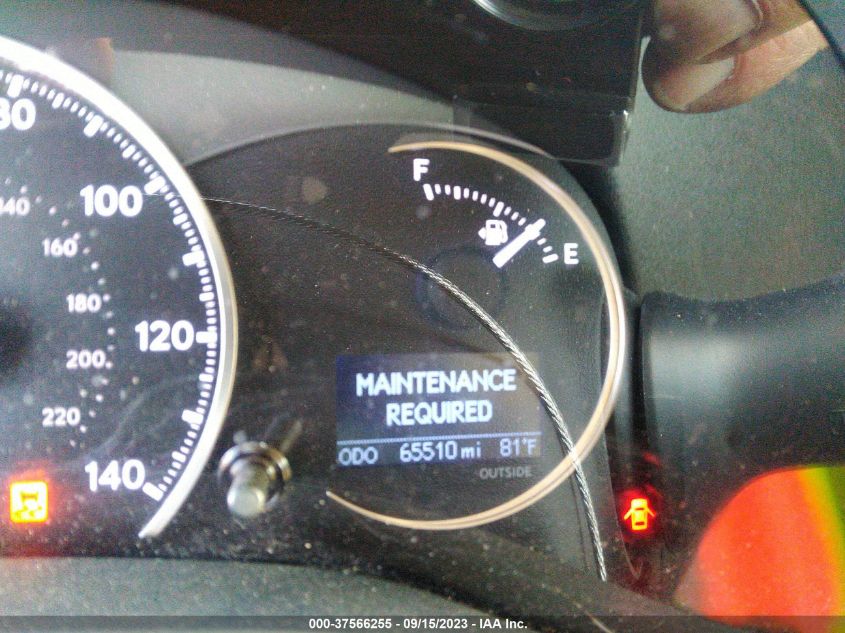 F
E
80
100
120
140
140
160
180
200
220
MAINTENANCE
REQUIRED
ODO 65510 mi 81°F
OUTSIDE
000-37566255 - 09/15/2023 - IAA Inc.